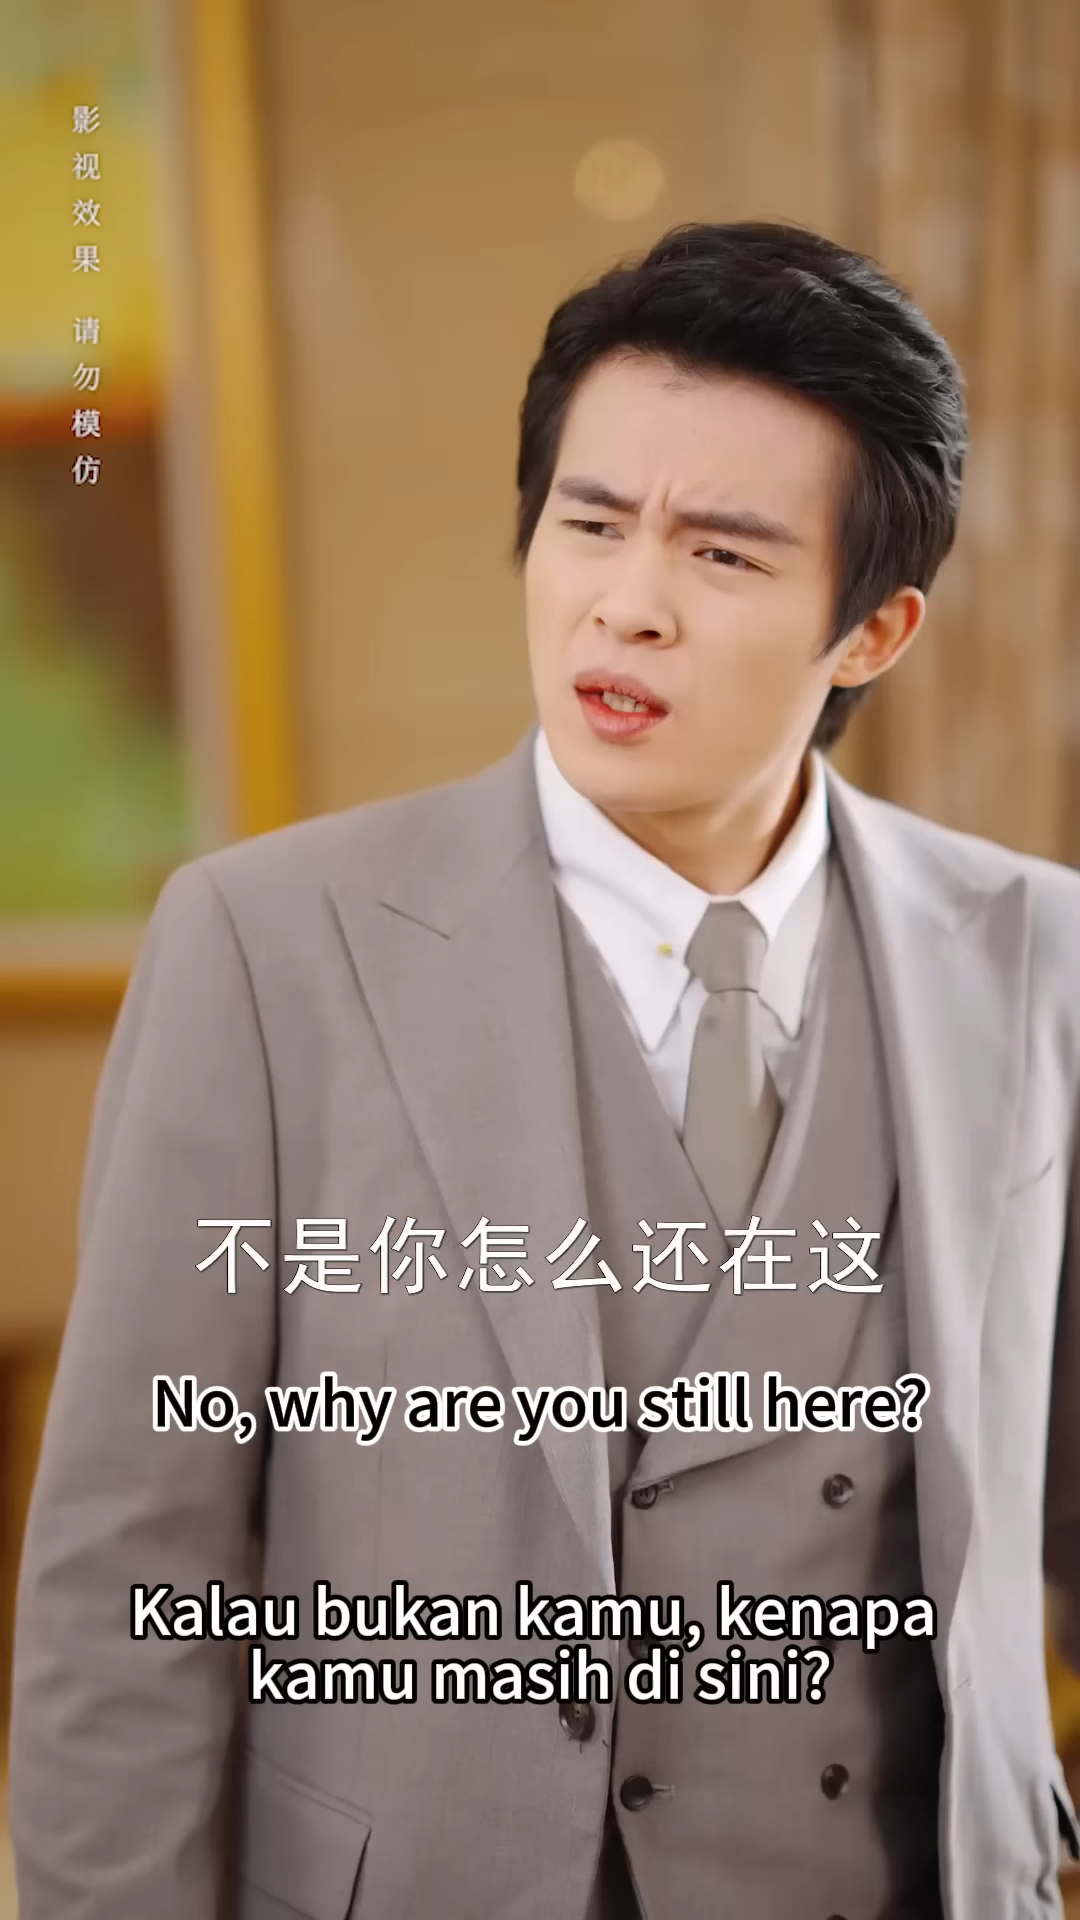 影视效果 请勿模仿
不是你怎么还在这
No, why are you still here?
Kalau bukan kamu, kenapa
kamu masih di sini?